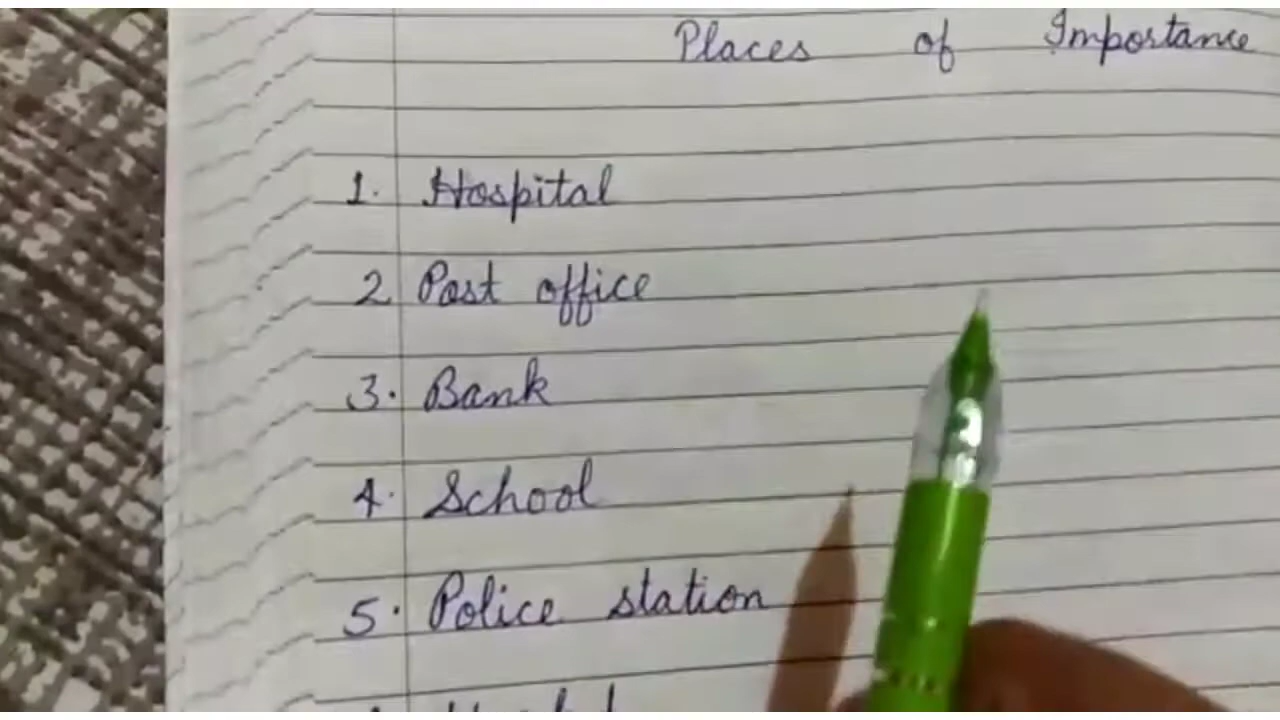 Places of Importance
1. Hospital
2 Post office
3. Bank
4. School
5. Police station